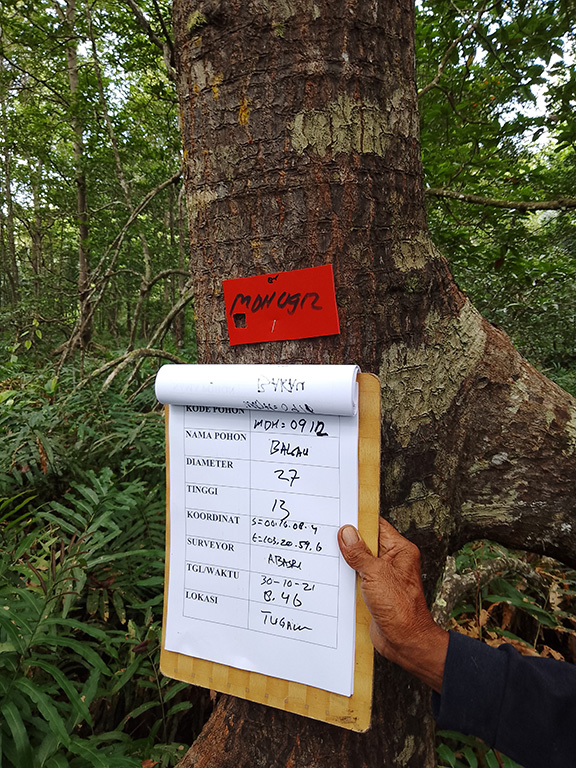 MDH 0912
KODE POHON MDH = 0912
NAMA POHON BALAU
DIAMETER 27
TINGGI 13
KOORDINAT S=00.16.08.4
E=103.20.59.6
SURVEYOR ABASRI
TGL/WAKTU 30-10-21
8.46
LOKASI TUGAU